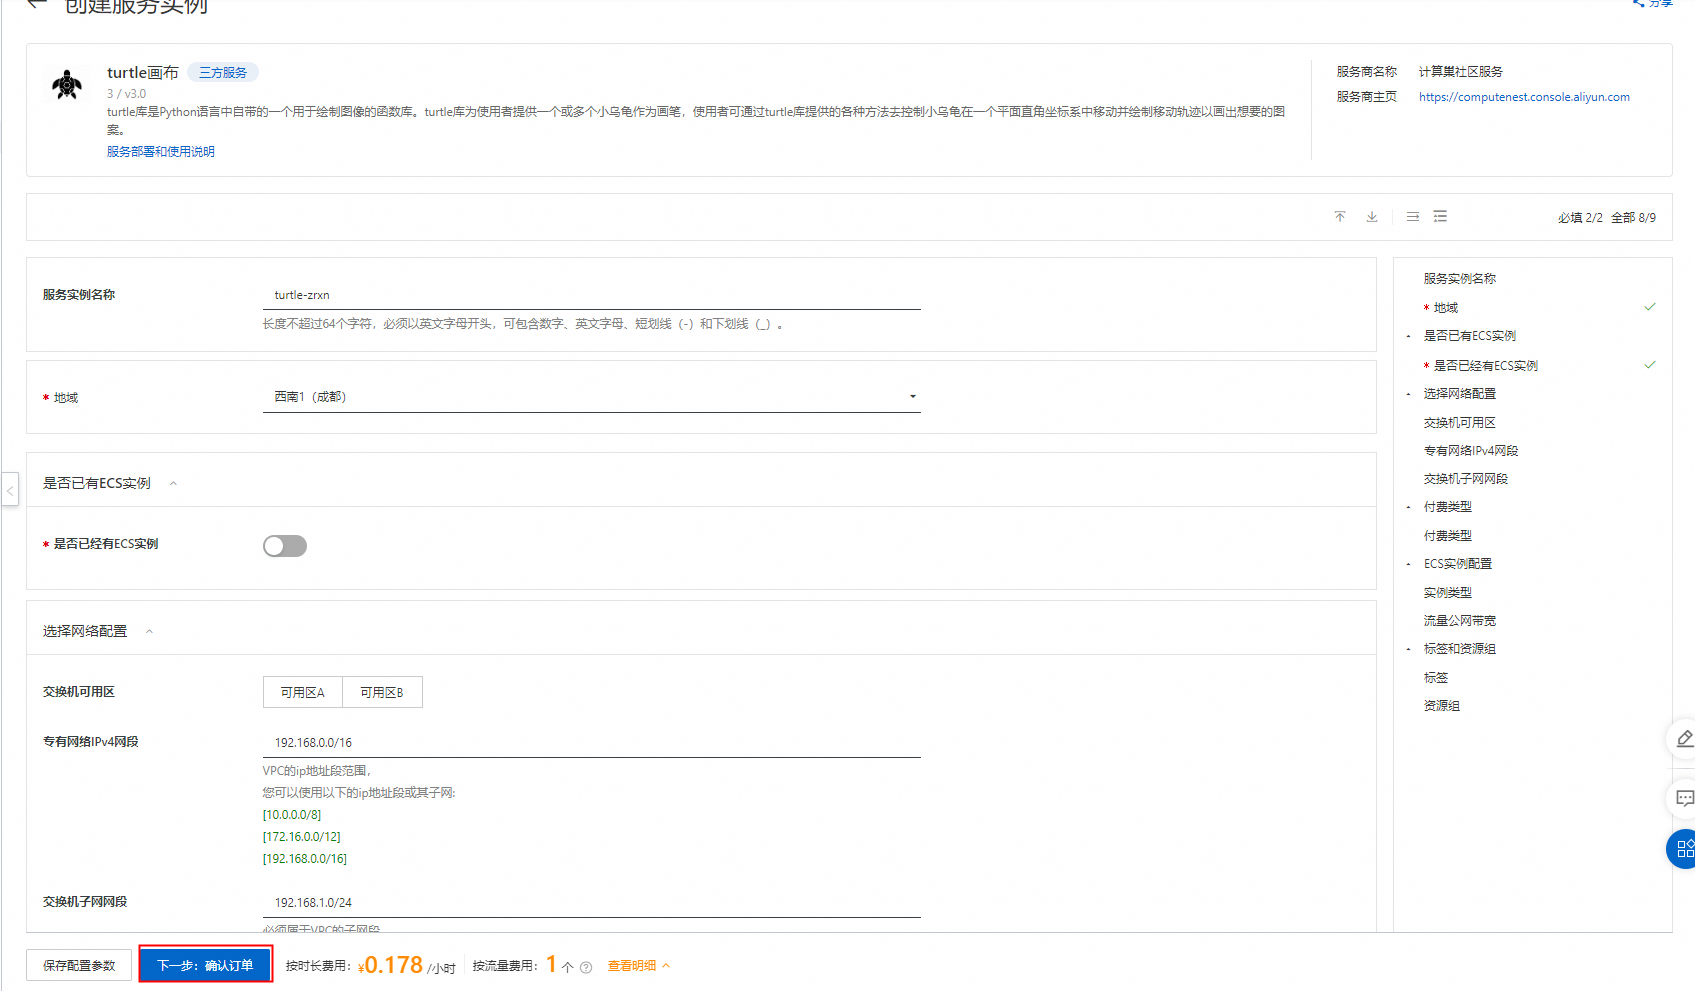 创建服务实例
分享
turtle画布 三方服务
3 / v3.0
turtle库是Python语言中自带的一个用于绘制图像的函数库。turtle库为使用者提供一个或多个小乌龟作为画笔，使用者可通过turtle库提供的各种方法去控制小乌龟在一个平面直角坐标系中移动并绘制移动轨迹以画出想要的图
案。
服务部署和使用说明
服务商名称 计算巢社区服务
服务商主页 https://computenest.console.aliyun.com
必填 2/2 全部 8/9
服务实例名称 turtle-zrxn
长度不超过64个字符，必须以英文字母开头，可包含数字、英文字母、短划线（-）和下划线（_）。
* 地域 西南1（成都）
是否已有ECS实例
* 是否已经有ECS实例
选择网络配置
交换机可用区 可用区A 可用区B
专有网络IPv4网段 192.168.0.0/16
VPC的ip地址段范围，
您可以使用以下的ip地址段或其子网:
[10.0.0.0/8]
[172.16.0.0/12]
[192.168.0.0/16]
交换机子网网段 192.168.1.0/24
必须属于VPC的子网段
服务实例名称
* 地域
是否已有ECS实例
* 是否已经有ECS实例
选择网络配置
交换机可用区
专有网络IPv4网段
交换机子网网段
付费类型
付费类型
ECS实例配置
实例类型
流量公网带宽
标签和资源组
标签
资源组
保存配置参数 下一步：确认订单 按时长费用： ¥0.178 /小时 按流量费用： 1 个 查看明细